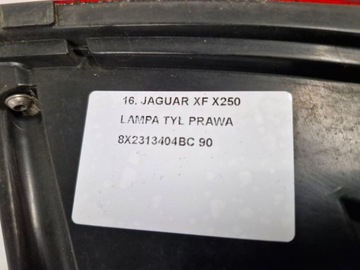 16. JAGUAR XF X250
LAMPA TYL PRAWA
8X2313404BC 90